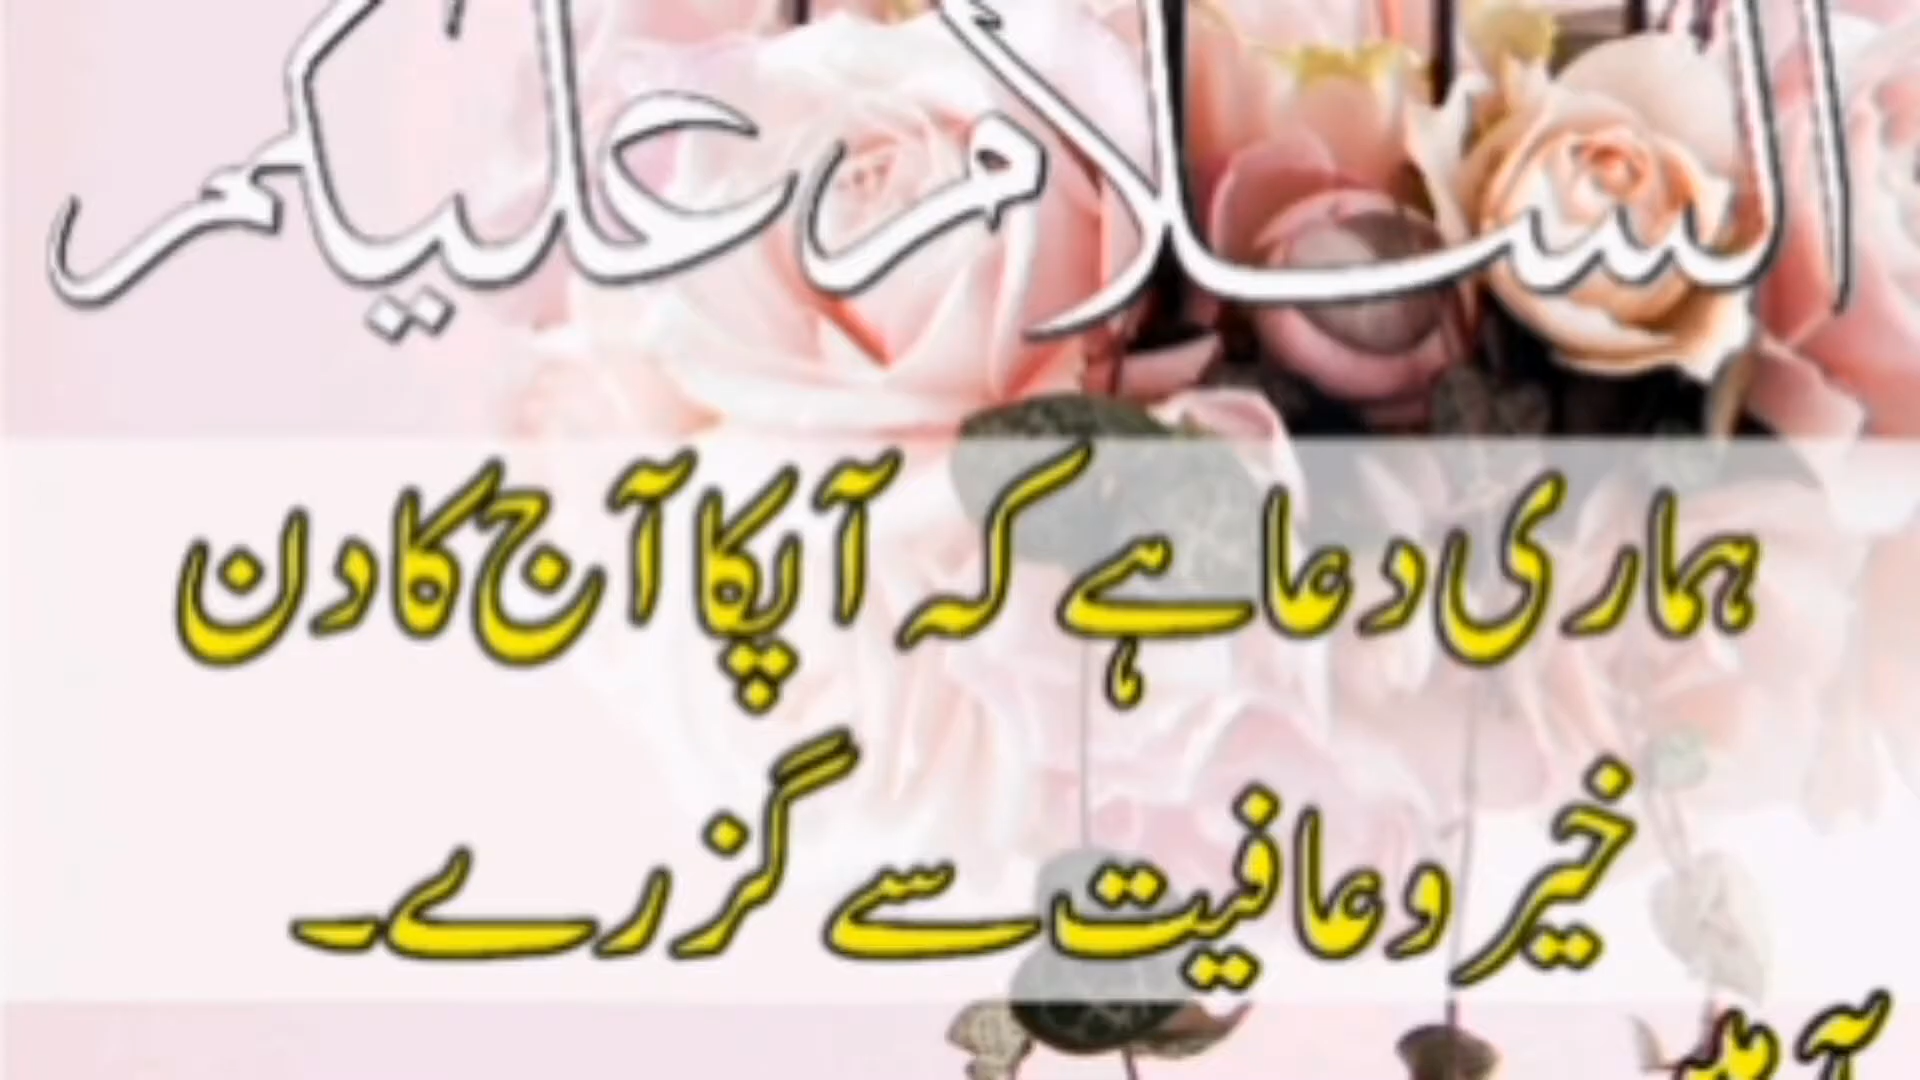 السلام علیکم
ہماری دعا ہے کہ آپکا آج کا دن
خیر و عافیت سے گزرے۔